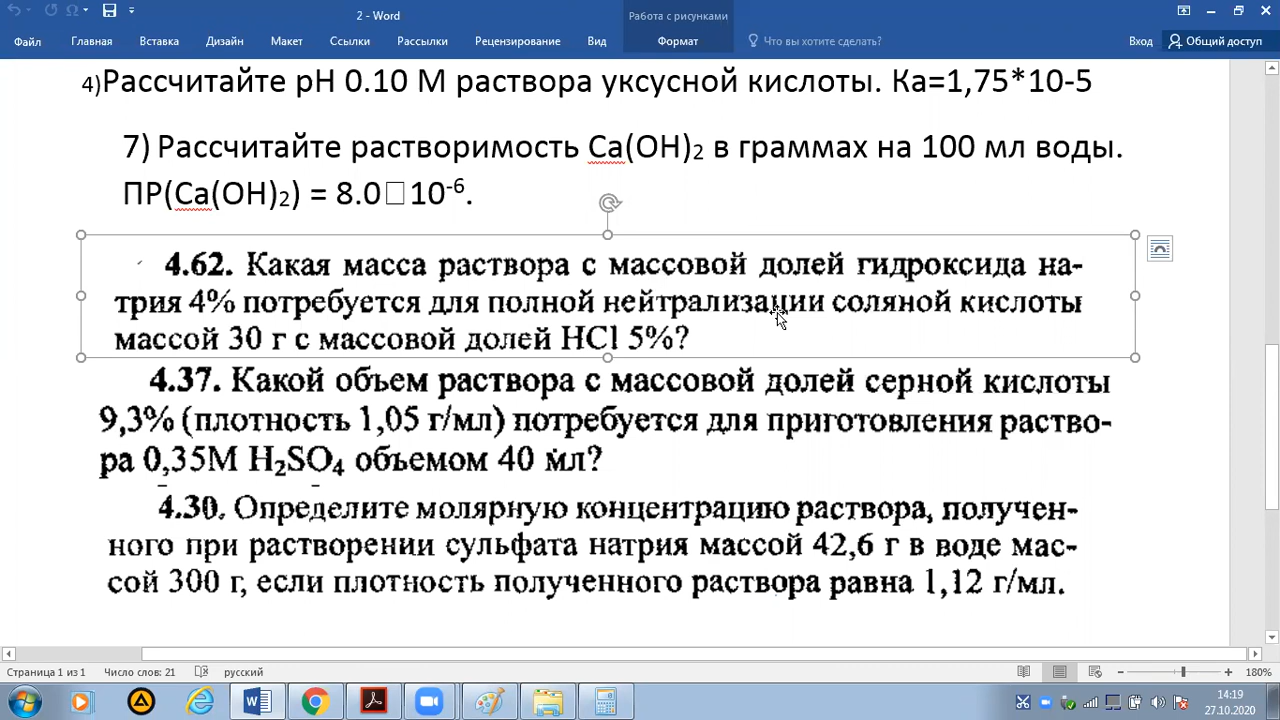 2 - Word
Работа с рисунками
Файл Главная Вставка Дизайн Макет Ссылки Рассылки Рецензирование Вид Формат Что вы хотите сделать? Вход Общий доступ
4)Рассчитайте pH 0.10 М раствора уксусной кислоты. Ка=1,75*10-5
7) Рассчитайте растворимость Ca(OH)₂ в граммах на 100 мл воды.
ПР(Ca(OH)₂) = 8.0□10⁻⁶.
4.62. Какая масса раствора с массовой долей гидроксида на-
трия 4% потребуется для полной нейтрализации соляной кислоты
массой 30 г с массовой долей HCl 5%?
4.37. Какой объем раствора с массовой долей серной кислоты
9,3% (плотность 1,05 г/мл) потребуется для приготовления раство-
ра 0,35М H₂SO₄ объемом 40 мл?
4.30. Определите молярную концентрацию раствора, получен-
ного при растворении сульфата натрия массой 42,6 г в воде мас-
сой 300 г, если плотность полученного раствора равна 1,12 г/мл.
Страница 1 из 1 Число слов: 21 русский 180%
14:19
27.10.2020